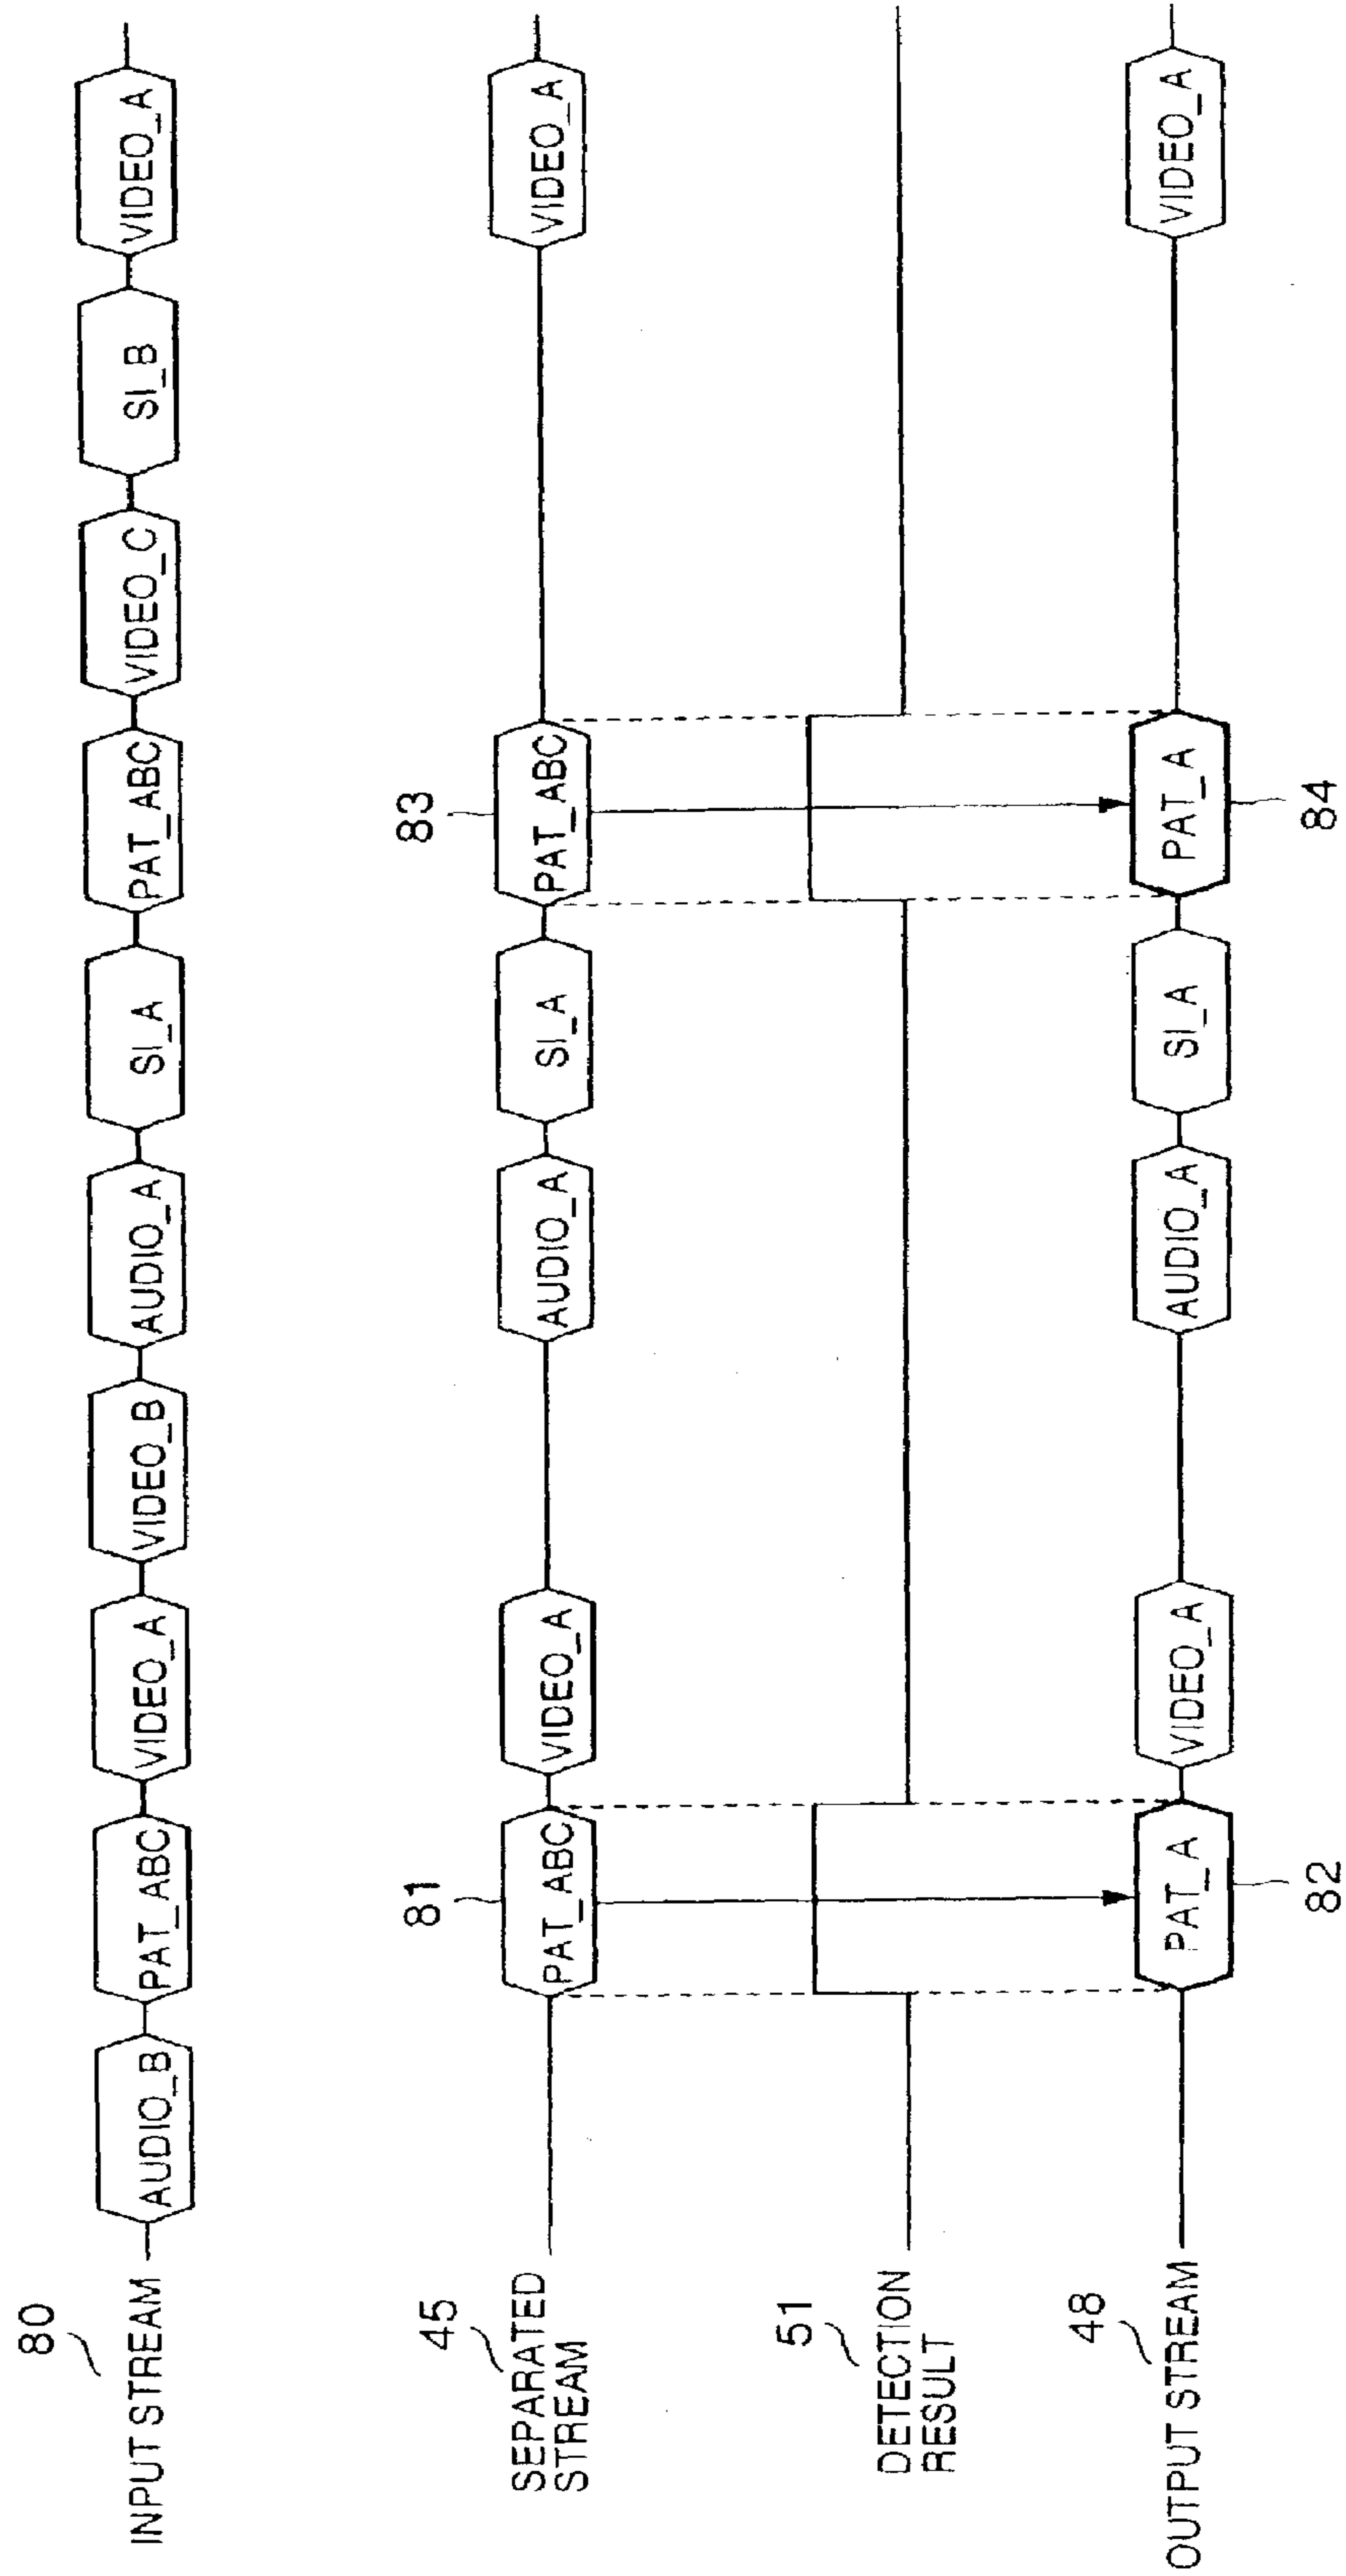 80
INPUT STREAM
AUDIO_B
PAT_ABC
VIDEO_A
VIDEO_B
AUDIO_A
SI_A
PAT_ABC
VIDEO_C
SI_B
VIDEO_A
45
SEPARATED
STREAM
81
PAT_ABC
VIDEO_A
AUDIO_A
SI_A
83
PAT_ABC
VIDEO_A
51
DETECTION
RESULT
48
OUTPUT STREAM
PAT_A
82
VIDEO_A
AUDIO_A
SI_A
PAT_A
84
VIDEO_A